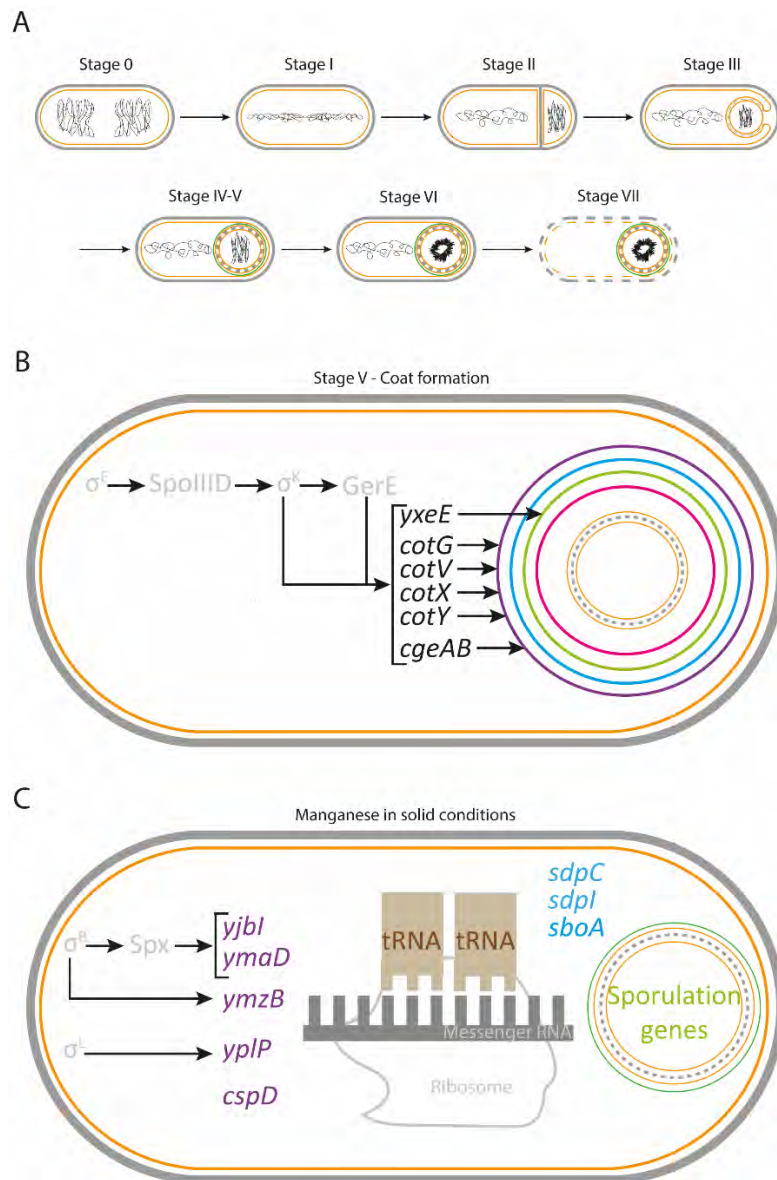 A
Stage 0
Stage I
Stage II
Stage III
Stage IV-V
Stage VI
Stage VII
B
Stage V - Coat formation
σᴱ SpoIIID σᴷ GerE
yxeE
cotG
cotV
cotX
cotY
cgeAB
C
Manganese in solid conditions
sdpC
sdpI
sboA
yjbI
σᴮ Spx
ymaD
ymzB
σᴸ yplP
cspD
tRNA tRNA
Messenger RNA
Ribosome
Sporulation
genes